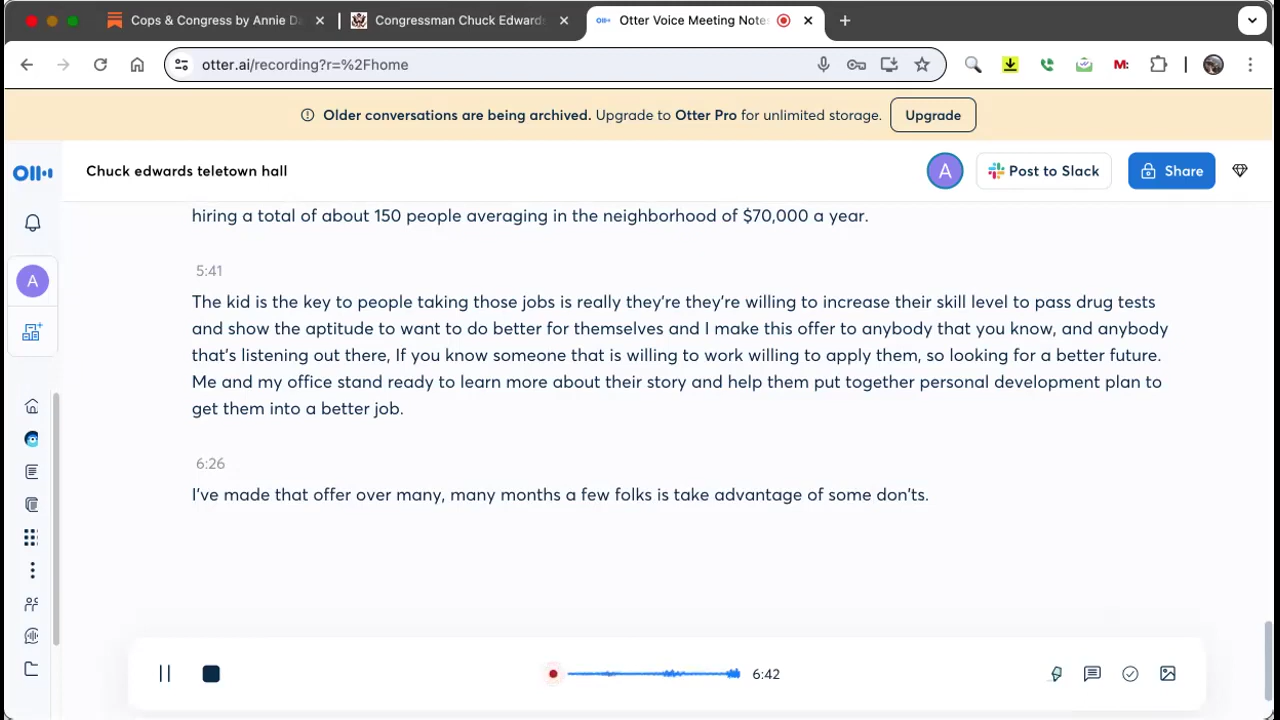 Cops & Congress by Annie Da
Congressman Chuck Edwards
Otter Voice Meeting Notes
otter.ai/recording?r=%2Fhome
M:
Older conversations are being archived. Upgrade to Otter Pro for unlimited storage.
Upgrade
Chuck edwards teletown hall
A
Post to Slack
Share
A
hiring a total of about 150 people averaging in the neighborhood of $70,000 a year.
5:41
The kid is the key to people taking those jobs is really they're they're willing to increase their skill level to pass drug tests
and show the aptitude to want to do better for themselves and I make this offer to anybody that you know, and anybody
that's listening out there, If you know someone that is willing to work willing to apply them, so looking for a better future.
Me and my office stand ready to learn more about their story and help them put together personal development plan to
get them into a better job.
6:26
I've made that offer over many, many months a few folks is take advantage of some don'ts.
6:42